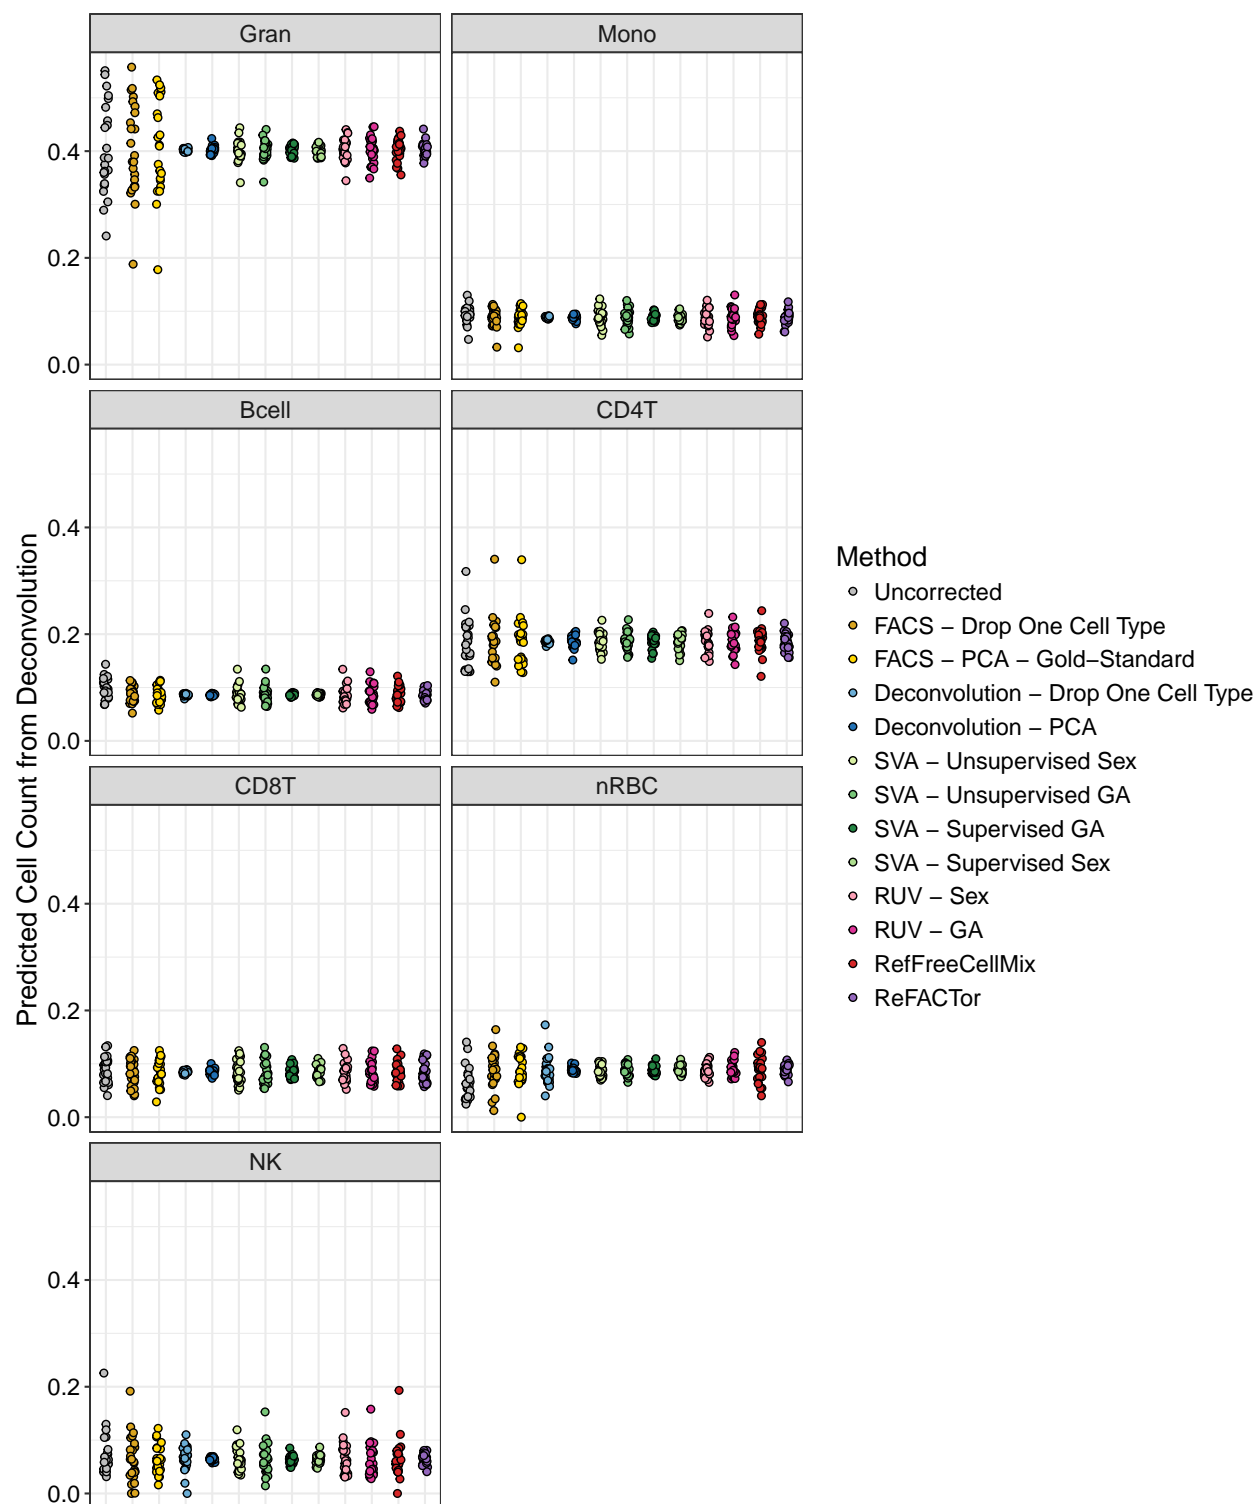 Gran
Mono
0.4
0.2
0.0
Bcell
CD4T
0.4
0.2
0.0
CD8T
nRBC
0.4
0.2
0.0
NK
0.4
0.2
0.0
Predicted Cell Count from Deconvolution
Method
Uncorrected
FACS − Drop One Cell Type
FACS − PCA − Gold−Standard
Deconvolution − Drop One Cell Type
Deconvolution − PCA
SVA − Unsupervised Sex
SVA − Unsupervised GA
SVA − Supervised GA
SVA − Supervised Sex
RUV − Sex
RUV − GA
RefFreeCellMix
ReFACTor